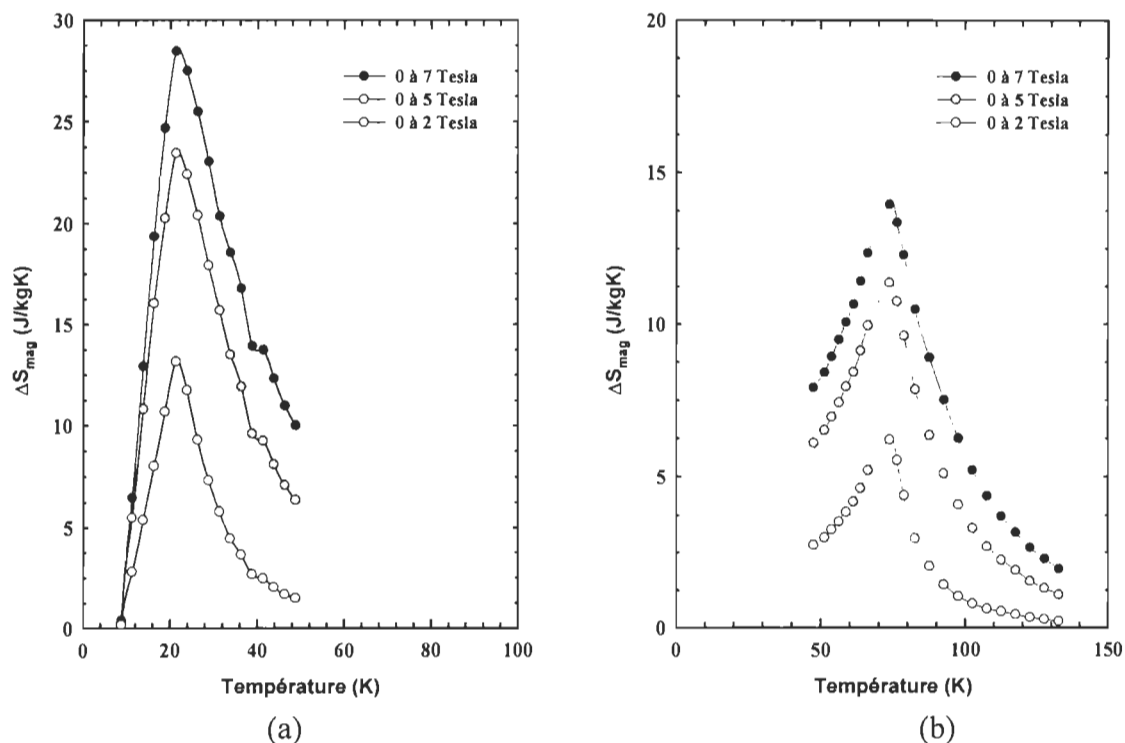 30
25
20
15
10
5
0
ΔS_mag (J/kgK)
0 à 7 Tesla
0 à 5 Tesla
0 à 2 Tesla
0 20 40 60 80 100
Température (K)
(a)
20
15
10
5
0
ΔS_mag (J/kgK)
0 à 7 Tesla
0 à 5 Tesla
0 à 2 Tesla
0 50 100 150
Température (K)
(b)